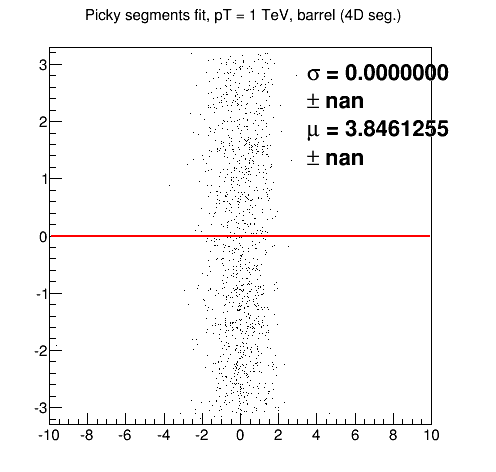 Picky segments fit, pT = 1 TeV, barrel (4D seg.)
σ = 0.0000000
± nan
μ = 3.8461255
± nan
3
2
1
0
-1
-2
-3
-10 -8 -6 -4 -2 0 2 4 6 8 10